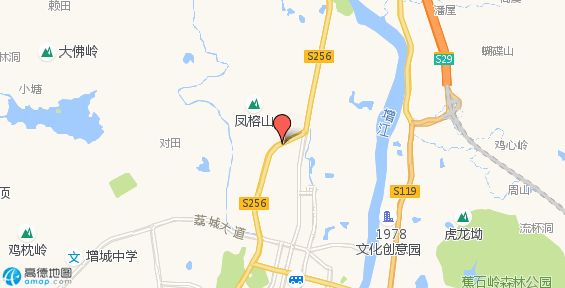 赖田
潘屋
林洞
大佛岭
S256
S29
蝴蝶山
小塘
凤榕山
增江
对田
鸡心岭
页
S256
S119
周山
荔城大道
1978
文化创意园
虎龙坳
流杯洞
鸡枕岭
增城中学
高德地图
amap.com
蕉石岭森林公园